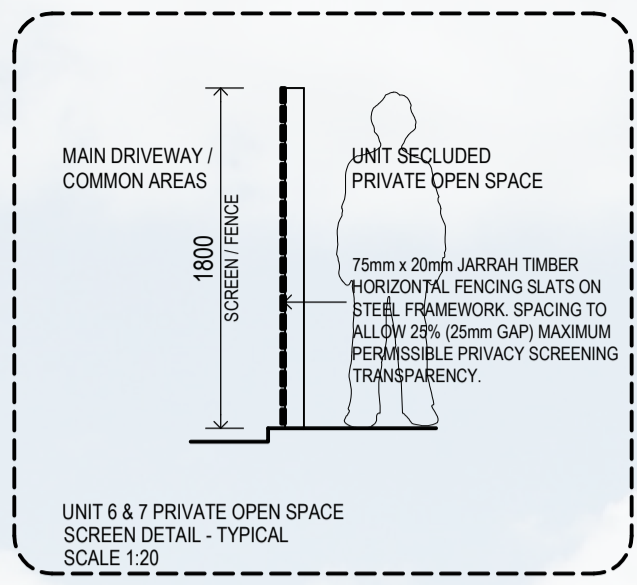 MAIN DRIVEWAY /
COMMON AREAS
1800
SCREEN / FENCE
UNIT SECLUDED
PRIVATE OPEN SPACE
75mm x 20mm JARRAH TIMBER
HORIZONTAL FENCING SLATS ON
STEEL FRAMEWORK. SPACING TO
ALLOW 25% (25mm GAP) MAXIMUM
PERMISSIBLE PRIVACY SCREENING
TRANSPARENCY.
UNIT 6 & 7 PRIVATE OPEN SPACE
SCREEN DETAIL - TYPICAL
SCALE 1:20